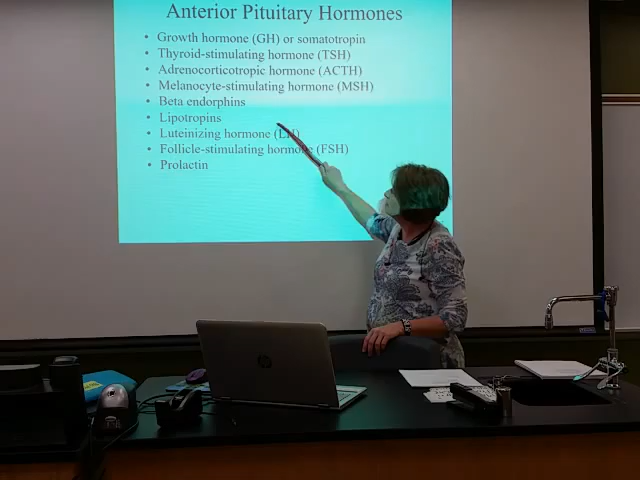 Anterior Pituitary Hormones
• Growth hormone (GH) or somatotropin
• Thyroid-stimulating hormone (TSH)
• Adrenocorticotropic hormone (ACTH)
• Melanocyte-stimulating hormone (MSH)
• Beta endorphins
• Lipotropins
• Luteinizing hormone (LH)
• Follicle-stimulating hormone (FSH)
• Prolactin
hp